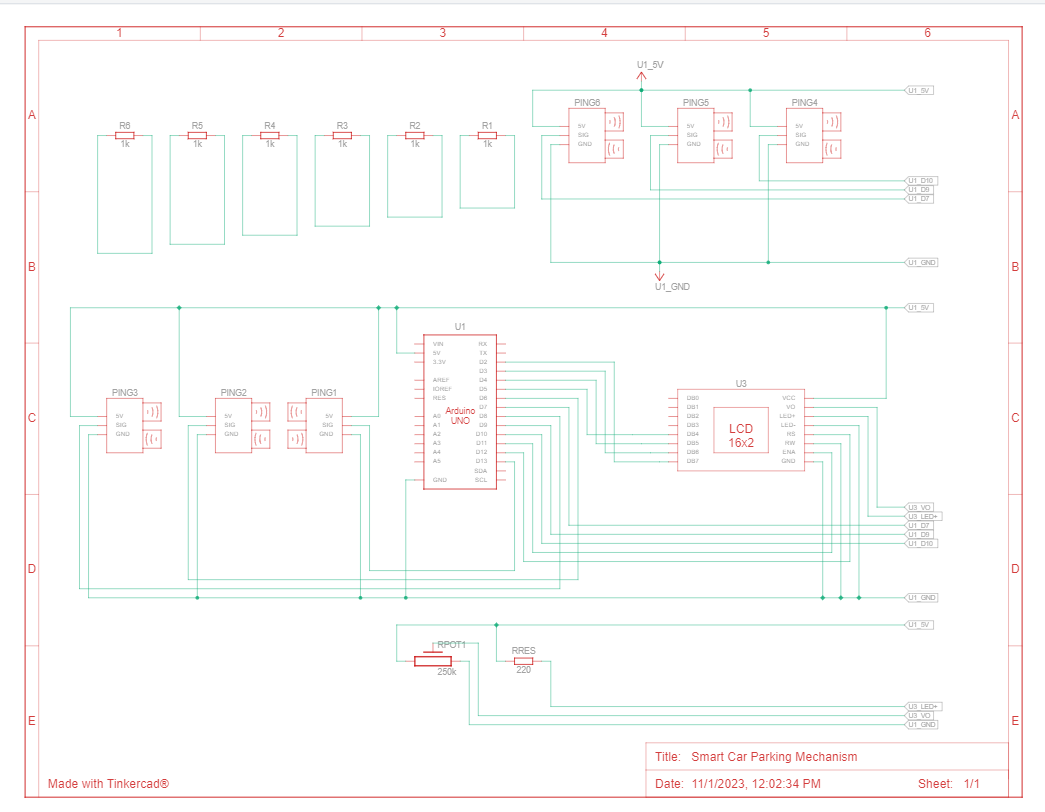 1 2 3 4 5 6
A A
B B
C C
D D
E E
R6 R5 R4 R3 R2 R1
1k 1k 1k 1k 1k 1k
U1_5V
U1_5V
PING6 PING5 PING4
5V 5V 5V
SIG SIG SIG
GND GND GND
U1_D10
U1_D9
U1_D7
U1_GND
U1_GND
U1_5V
PING3 PING2 PING1
5V 5V 5V
SIG SIG SIG
GND GND GND
U1
VIN RX
5V TX
3.3V D2
D3
AREF D4
IOREF D5
RES D6
D7
A0 D8
A1 D9
A2 D10
A3 D11
A4 D12
A5 D13
SDA
GND SCL
Arduino
UNO
U3
DB0 VCC
DB1 VO
DB2 LED+
DB3 LED-
DB4 RS
DB5 RW
DB6 ENA
DB7 GND
LCD
16x2
U3_VO
U3_LED+
U1_D7
U1_D9
U1_D10
U1_GND
U1_5V
RPOT1
250k
RRES
220
U3_LED+
U3_VO
U1_GND
Title: Smart Car Parking Mechanism
Made with Tinkercad®
Date: 11/1/2023, 12:02:34 PM Sheet: 1/1